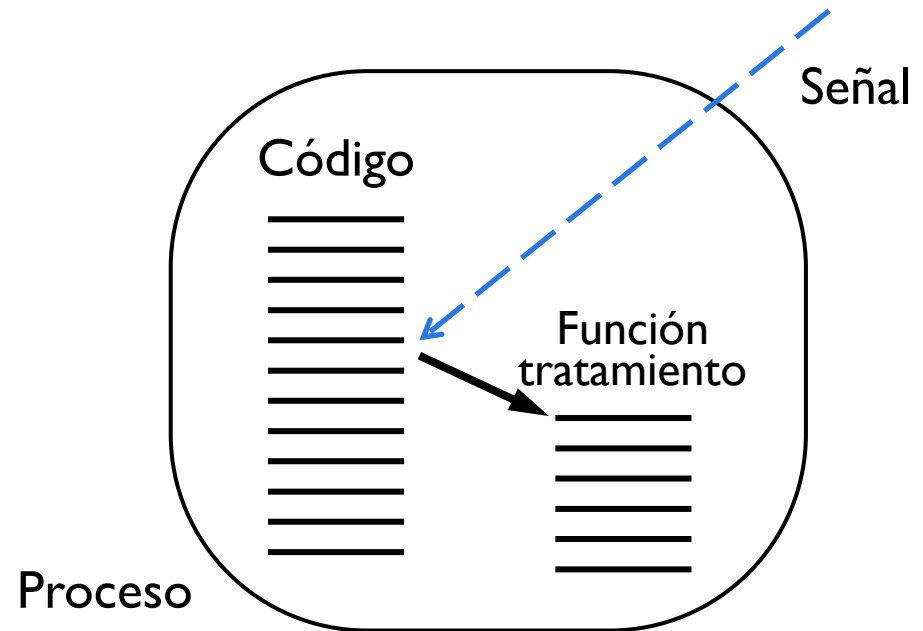 Señal
Código
Función
tratamiento
Proceso